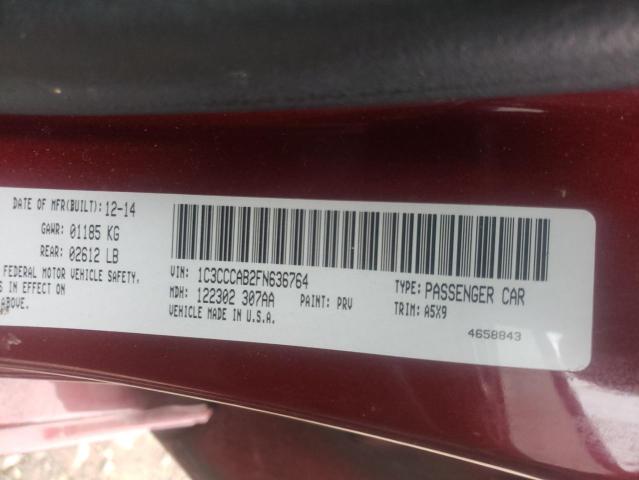 DATE OF MFR(BUILT): 12-14
GAWR: 01185 KG
REAR: 02612 LB
FEDERAL MOTOR VEHICLE SAFETY,
IS IN EFFECT ON
ABOVE.
VIN: 1C3CCCAB2FN636764
MDH: 122302 307AA PAINT: PRV
VEHICLE MADE IN U.S.A.
TYPE: PASSENGER CAR
TRIM: A5X9
4658843